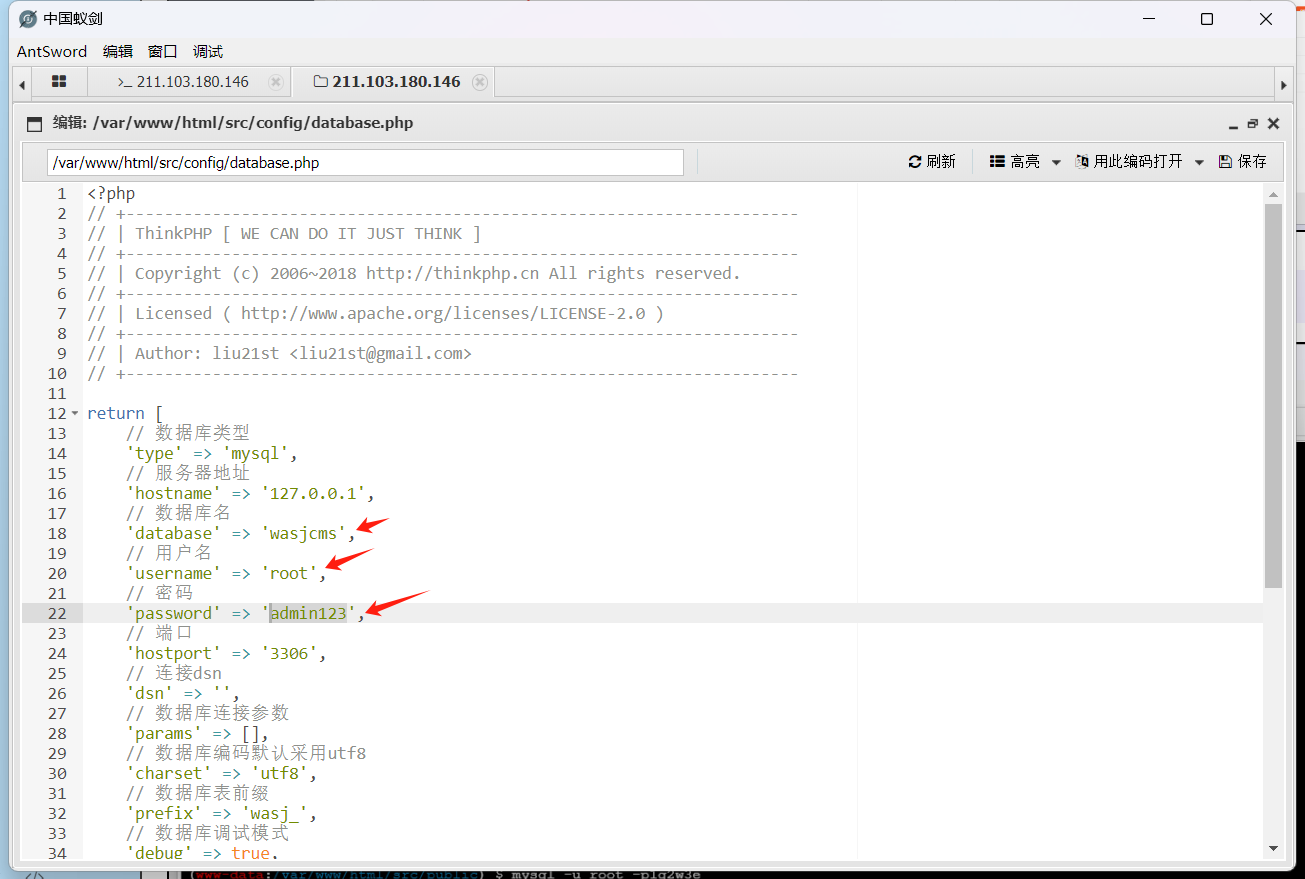 中国蚁剑
AntSword 编辑 窗口 调试
>_ 211.103.180.146
211.103.180.146
编辑: /var/www/html/src/config/database.php
/var/www/html/src/config/database.php
刷新 高亮 用此编码打开 保存
1 <?php
2 // +----------------------------------------------------------------------
3 // | ThinkPHP [ WE CAN DO IT JUST THINK ]
4 // +----------------------------------------------------------------------
5 // | Copyright (c) 2006~2018 http://thinkphp.cn All rights reserved.
6 // +----------------------------------------------------------------------
7 // | Licensed ( http://www.apache.org/licenses/LICENSE-2.0 )
8 // +----------------------------------------------------------------------
9 // | Author: liu21st <liu21st@gmail.com>
10 // +----------------------------------------------------------------------
11
12 return [
13 // 数据库类型
14 'type' => 'mysql',
15 // 服务器地址
16 'hostname' => '127.0.0.1',
17 // 数据库名
18 'database' => 'wasjcms',
19 // 用户名
20 'username' => 'root',
21 // 密码
22 'password' => 'admin123',
23 // 端口
24 'hostport' => '3306',
25 // 连接dsn
26 'dsn' => '',
27 // 数据库连接参数
28 'params' => [],
29 // 数据库编码默认采用utf8
30 'charset' => 'utf8',
31 // 数据库表前缀
32 'prefix' => 'wasj_',
33 // 数据库调试模式
34 'debug' => true,
(www-data:/var/www/html/src/public) $ mysql -u root -p1q2w3e